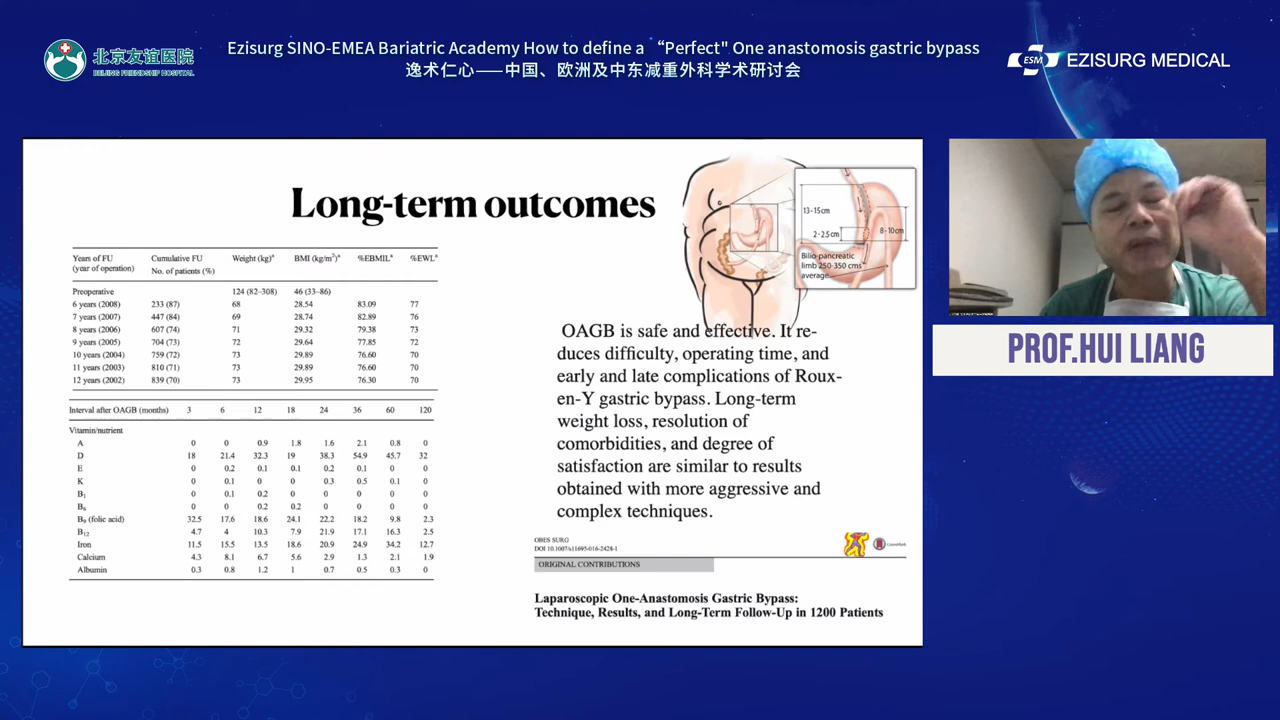 北京友谊医院
BEIJING FRIENDSHIP HOSPITAL
Ezisurg SINO-EMEA Bariatric Academy How to define a “Perfect" One anastomosis gastric bypass
逸术仁心——中国、欧洲及中东减重外科学术研讨会
ESM EZISURG MEDICAL
Long-term outcomes
Years of FU (year of operation) Cumulative FU No. of patients (%) Weight (kg)a BMI (kg/m2)a %EBMILa %EWLa
Preoperative 124 (82–308) 46 (33–86)
6 years (2008) 233 (87) 68 28.54 83.09 77
7 years (2007) 447 (84) 69 28.74 82.89 76
8 years (2006) 607 (74) 71 29.32 79.38 73
9 years (2005) 704 (73) 72 29.64 77.85 72
10 years (2004) 759 (72) 73 29.89 76.60 70
11 years (2003) 810 (71) 73 29.89 76.60 70
12 years (2002) 839 (70) 73 29.95 76.30 70
Interval after OAGB (months) 3 6 12 18 24 36 60 120
Vitamin/nutrient
A 0 0 0.9 1.8 1.6 2.1 0.8 0
D 18 21.4 32.3 19 38.3 54.9 45.7 32
E 0 0.2 0.1 0.1 0.2 0.1 0 0
K 0 0.1 0 0 0.3 0.5 0.1 0
B1 0 0.1 0.2 0 0 0 0 0
B6 0 0 0.2 0.2 0 0 0 0
B9 (folic acid) 32.5 17.6 18.6 24.1 22.2 18.2 9.8 2.3
B12 4.7 4 10.3 7.9 21.9 17.1 16.3 2.5
Iron 11.5 15.5 13.5 18.6 20.9 24.9 34.2 12.7
Calcium 4.3 8.1 6.7 5.6 2.9 1.3 2.1 1.9
Albumin 0.3 0.8 1.2 1 0.7 0.5 0.3 0
13-15cm
2-2.5cm
8-10cm
Bilio-pancreatic
limb 250-350 cms
average
OAGB is safe and effective. It re-
duces difficulty, operating time, and
early and late complications of Roux-
en-Y gastric bypass. Long-term
weight loss, resolution of
comorbidities, and degree of
satisfaction are similar to results
obtained with more aggressive and
complex techniques.
OBES SURG
DOI 10.1007/s11695-016-2428-1
CrossMark
ORIGINAL CONTRIBUTIONS
Laparoscopic One-Anastomosis Gastric Bypass:
Technique, Results, and Long-Term Follow-Up in 1200 Patients
PROF.HUI LIANG